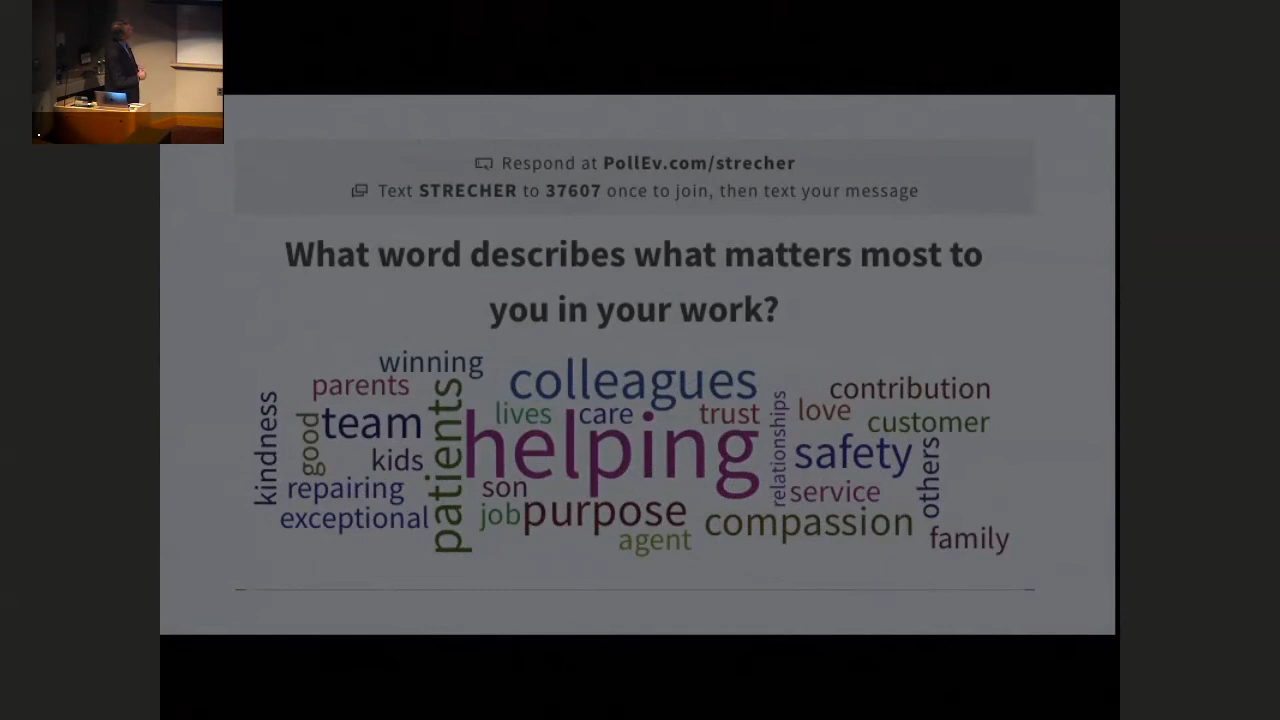 Respond at PollEv.com/strecher
Text STRECHER to 37607 once to join, then text your message
What word describes what matters most to
you in your work?
winning
colleagues
parents
contribution
kindness
good
team
patients
lives
care
trust
relationships
love
customer
helping
kids
safety
others
repairing
son
service
exceptional
job
purpose
compassion
agent
family